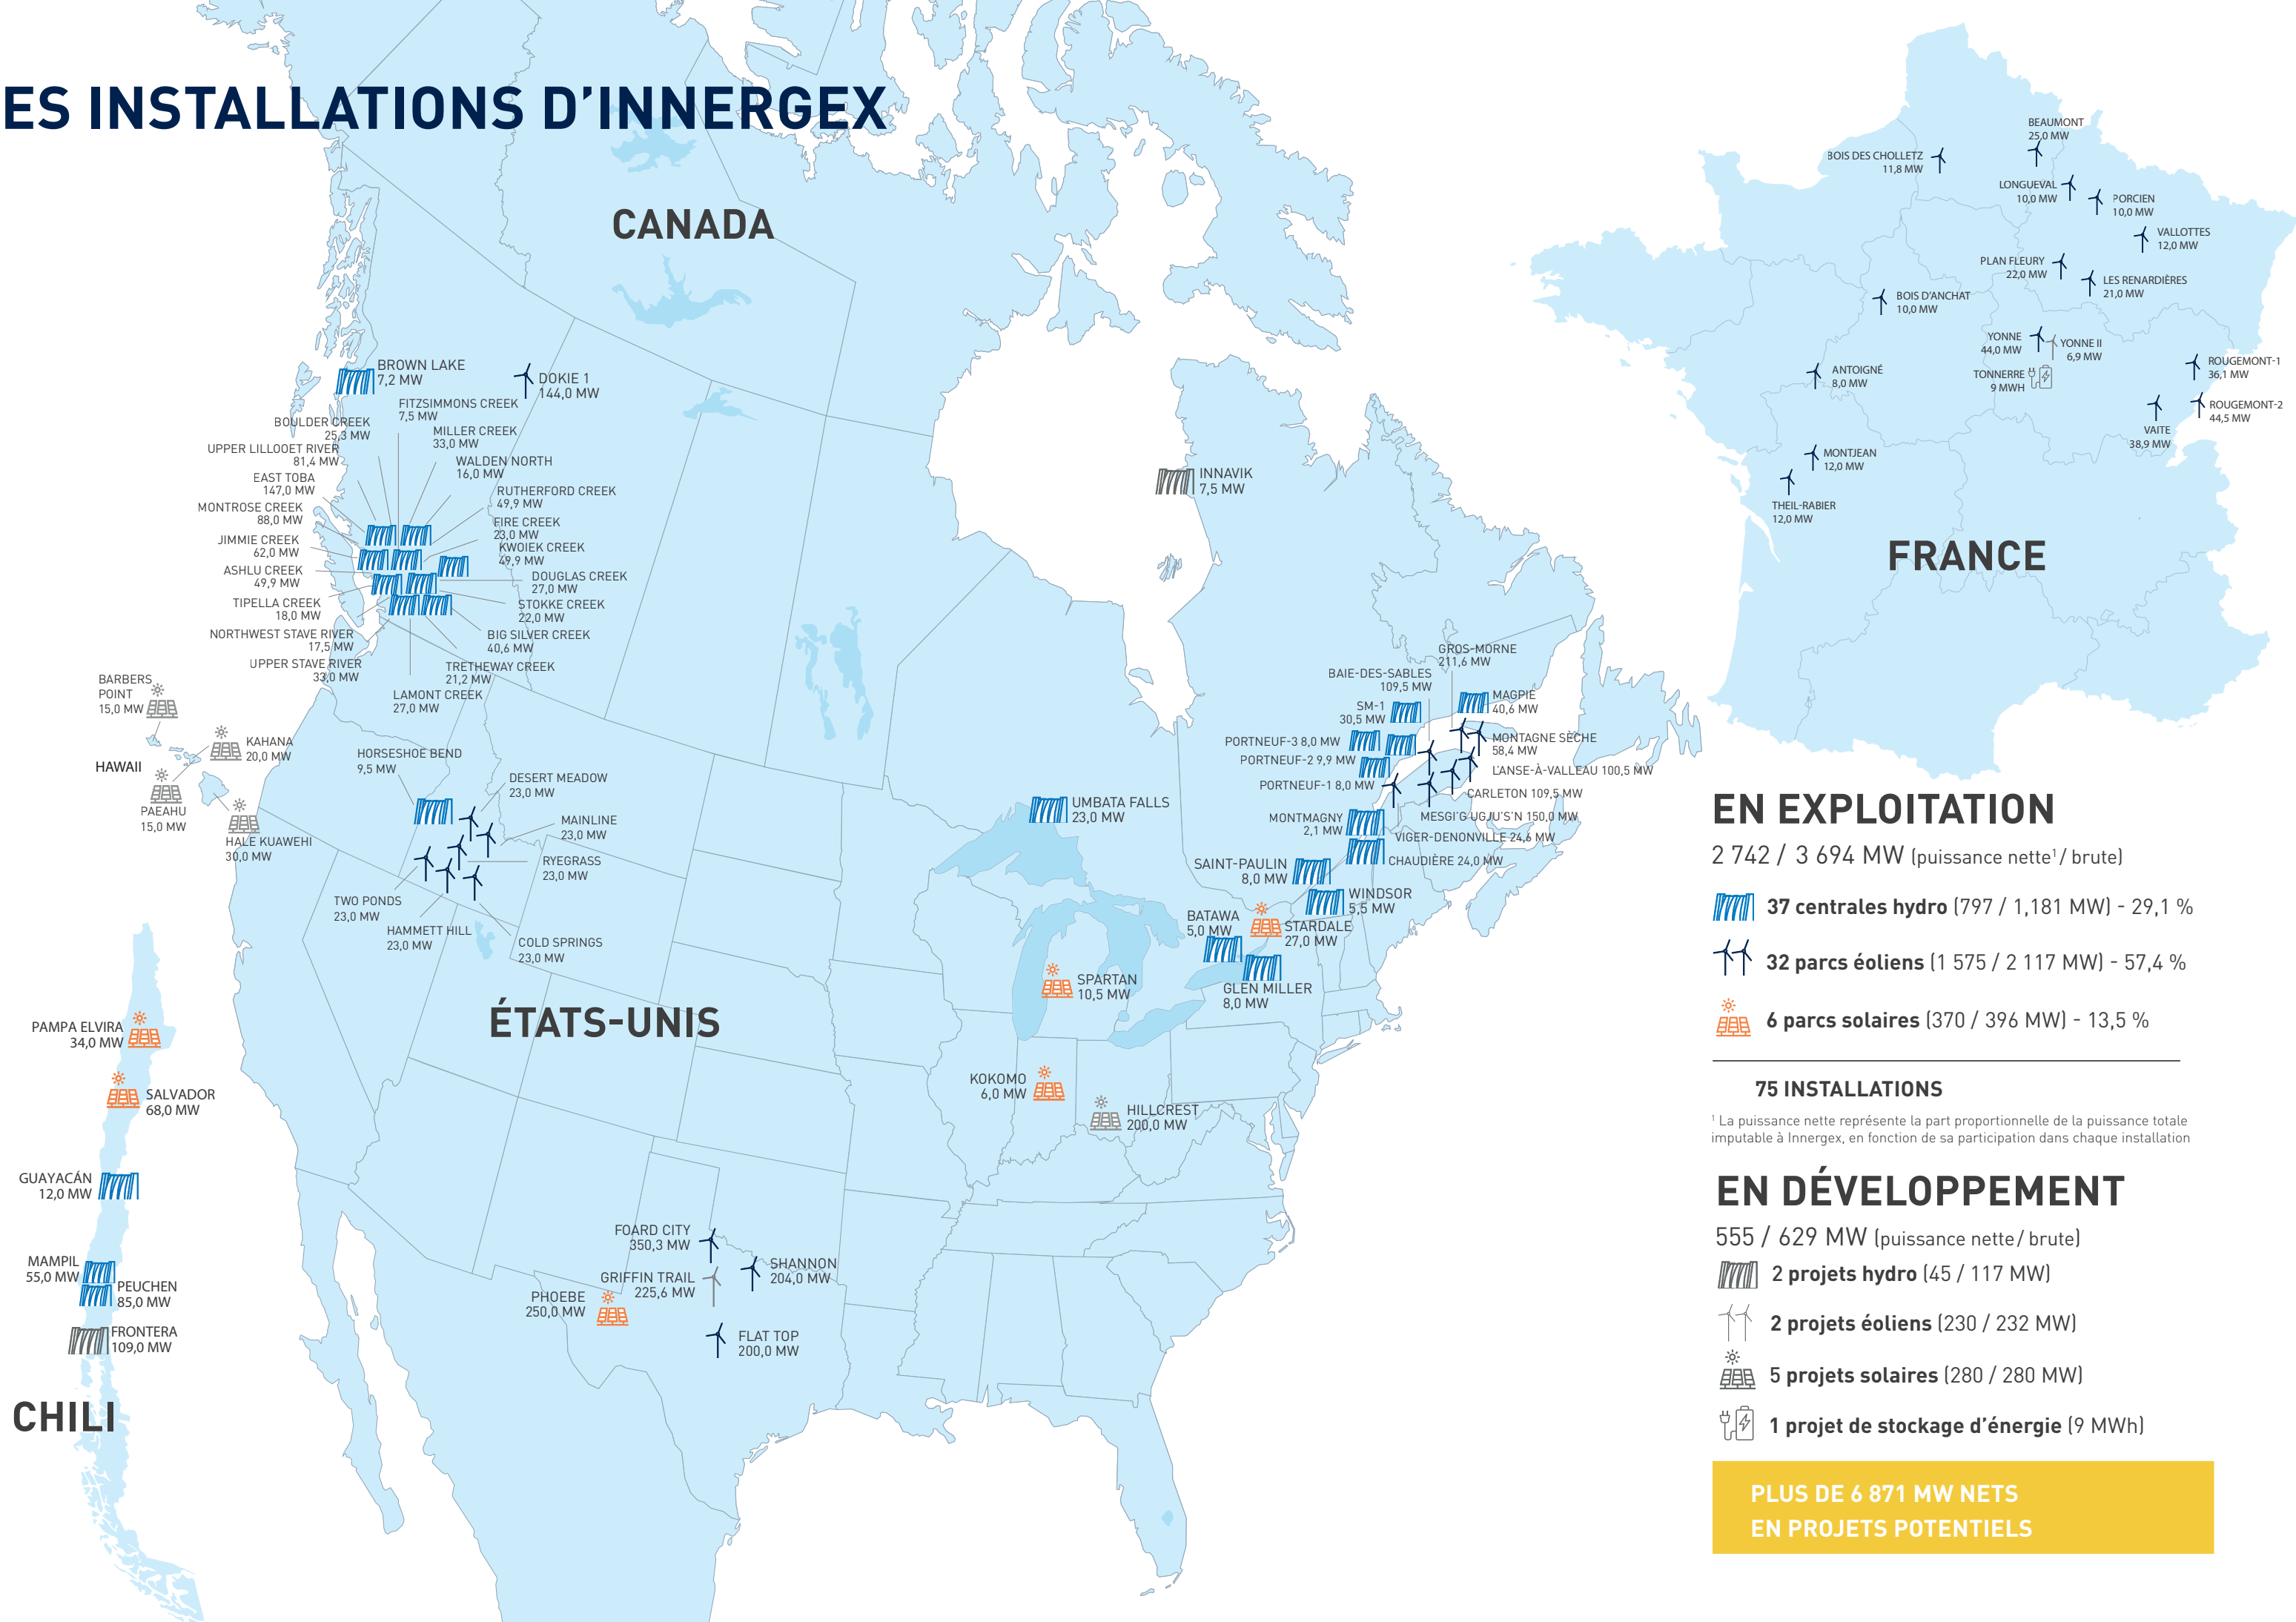 ES INSTALLATIONS D'INNERGEX
CANADA
BROWN LAKE
7,2 MW
DOKIE 1
144,0 MW
FITZSIMMONS CREEK
7,5 MW
BOULDER CREEK
25,3 MW
MILLER CREEK
33,0 MW
UPPER LILLOOET RIVER
81,4 MW
WALDEN NORTH
16,0 MW
EAST TOBA
147,0 MW
RUTHERFORD CREEK
49,9 MW
MONTROSE CREEK
88,0 MW
FIRE CREEK
23,0 MW
JIMMIE CREEK
62,0 MW
KWOIEK CREEK
49,9 MW
ASHLU CREEK
49,9 MW
DOUGLAS CREEK
27,0 MW
TIPELLA CREEK
18,0 MW
STOKKE CREEK
22,0 MW
NORTHWEST STAVE RIVER
17,5 MW
BIG SILVER CREEK
40,6 MW
UPPER STAVE RIVER
33,0 MW
TRETHEWAY CREEK
21,2 MW
LAMONT CREEK
27,0 MW
BARBERS
POINT
15,0 MW
KAHANA
20,0 MW
HAWAII
PAEAHU
15,0 MW
HALE KUAWEHI
30,0 MW
HORSESHOE BEND
9,5 MW
DESERT MEADOW
23,0 MW
MAINLINE
23,0 MW
RYEGRASS
23,0 MW
TWO PONDS
23,0 MW
HAMMETT HILL
23,0 MW
COLD SPRINGS
23,0 MW
ÉTATS-UNIS
INNAVIK
7,5 MW
GROS-MORNE
211,6 MW
BAIE-DES-SABLES
109,5 MW
MAGPIE
40,6 MW
SM-1
30,5 MW
PORTNEUF-3 8,0 MW
MONTAGNE SÈCHE
58,4 MW
PORTNEUF-2 9,9 MW
L'ANSE-À-VALLEAU 100,5 MW
PORTNEUF-1 8,0 MW
CARLETON 109,5 MW
UMBATA FALLS
23,0 MW
MONTMAGNY
2,1 MW
MESGI'G UGJU'S'N 150,0 MW
VIGER-DENONVILLE 24,6 MW
CHAUDIÈRE 24,0 MW
SAINT-PAULIN
8,0 MW
WINDSOR
5,5 MW
BATAWA
5,0 MW
STARDALE
27,0 MW
GLEN MILLER
8,0 MW
SPARTAN
10,5 MW
KOKOMO
6,0 MW
HILLCREST
200,0 MW
FOARD CITY
350,3 MW
SHANNON
204,0 MW
GRIFFIN TRAIL
225,6 MW
PHOEBE
250,0 MW
FLAT TOP
200,0 MW
PAMPA ELVIRA
34,0 MW
SALVADOR
68,0 MW
GUAYACÁN
12,0 MW
MAMPIL
55,0 MW
PEUCHEN
85,0 MW
FRONTERA
109,0 MW
CHILI
BEAUMONT
25,0 MW
BOIS DES CHOLLETZ
11,8 MW
LONGUEVAL
10,0 MW
PORCIEN
10,0 MW
VALLOTTES
12,0 MW
PLAN FLEURY
22,0 MW
LES RENARDIÈRES
21,0 MW
BOIS D'ANCHAT
10,0 MW
YONNE
44,0 MW
YONNE II
6,9 MW
ROUGEMONT-1
36,1 MW
ANTOIGNÉ
8,0 MW
TONNERRE
9 MWH
ROUGEMONT-2
44,5 MW
VAITE
38,9 MW
MONTJEAN
12,0 MW
THEIL-RABIER
12,0 MW
FRANCE
EN EXPLOITATION
2 742 / 3 694 MW (puissance nette¹ / brute)
37 centrales hydro (797 / 1,181 MW) - 29,1 %
32 parcs éoliens (1 575 / 2 117 MW) - 57,4 %
6 parcs solaires (370 / 396 MW) - 13,5 %
75 INSTALLATIONS
¹ La puissance nette représente la part proportionnelle de la puissance totale
imputable à Innergex, en fonction de sa participation dans chaque installation
EN DÉVELOPPEMENT
555 / 629 MW (puissance nette / brute)
2 projets hydro (45 / 117 MW)
2 projets éoliens (230 / 232 MW)
5 projets solaires (280 / 280 MW)
1 projet de stockage d'énergie (9 MWh)
PLUS DE 6 871 MW NETS
EN PROJETS POTENTIELS